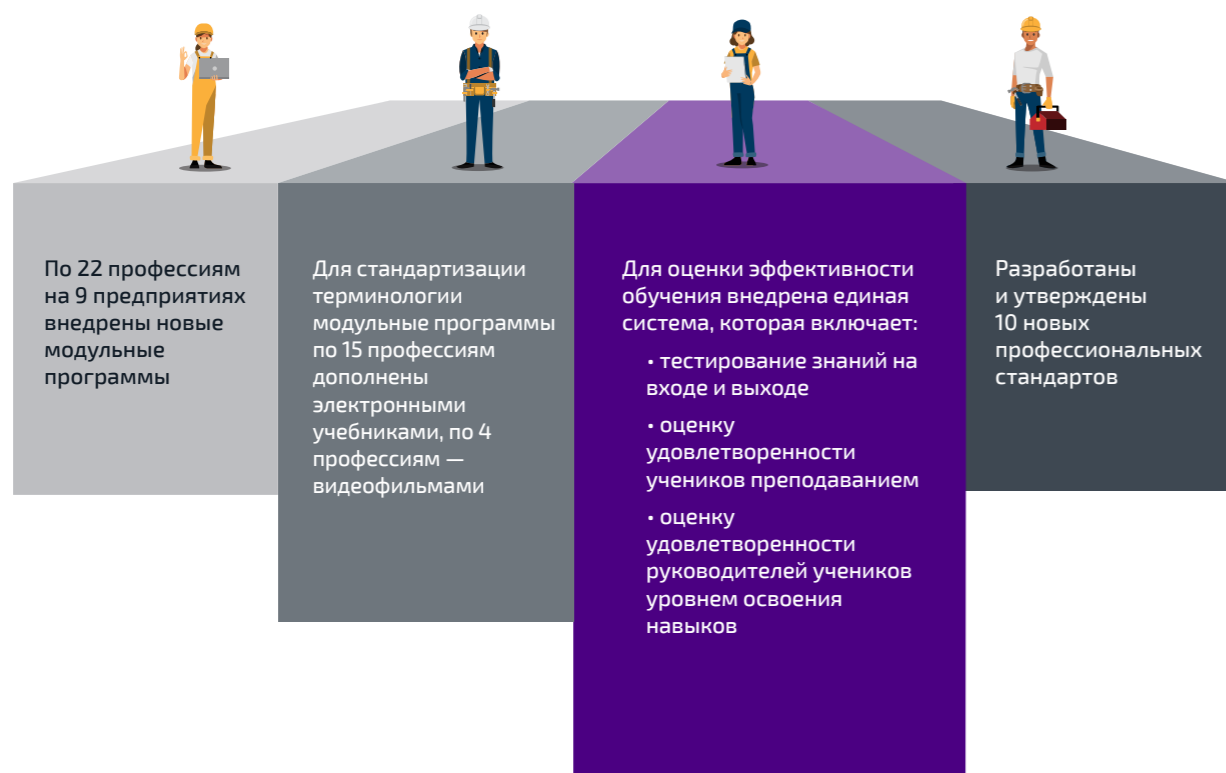 По 22 профессиям
на 9 предприятиях
внедрены новые
модульные
программы
Для стандартизации
терминологии
модульные программы
по 15 профессиям
дополнены
электронными
учебниками, по 4
профессиям —
видеофильмами
Для оценки эффективности
обучения внедрена единая
система, которая включает:
• тестирование знаний на
входе и выходе
• оценку
удовлетворенности
учеников преподаванием
• оценку
удовлетворенности
руководителей учеников
уровнем освоения
навыков
Разработаны
и утверждены
10 новых
профессиональных
стандартов